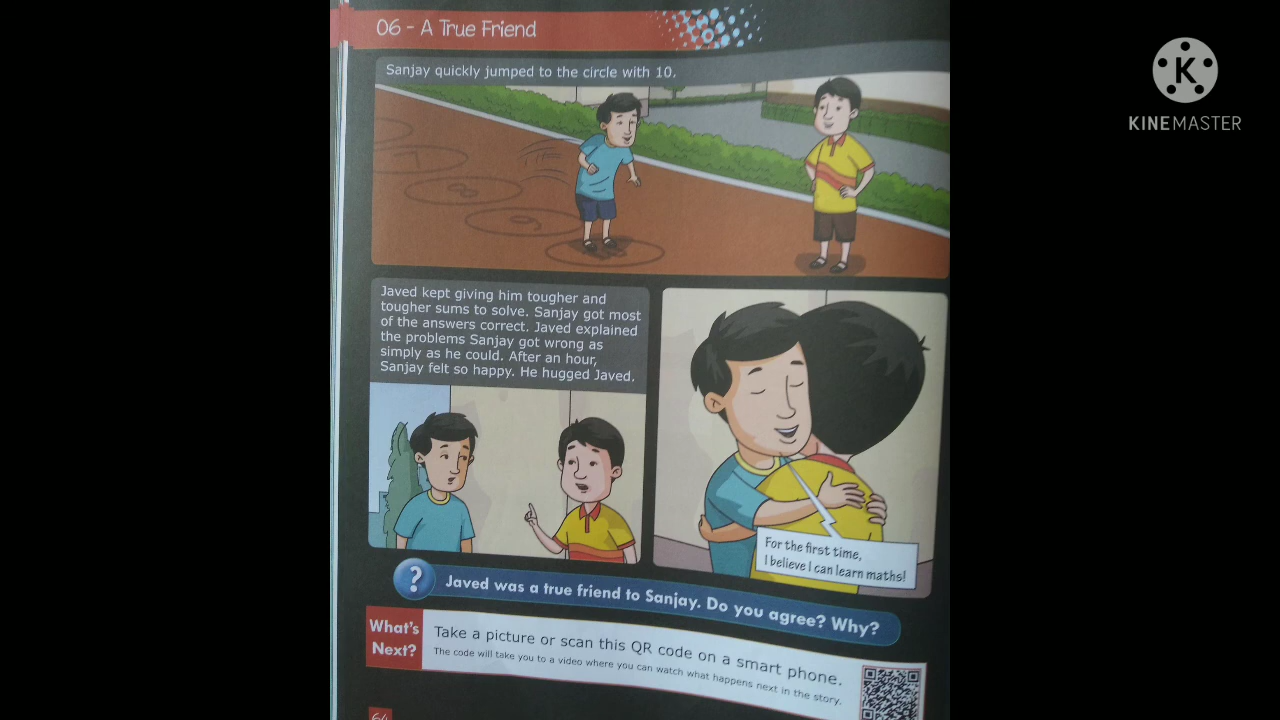 06 - A True Friend
Sanjay quickly jumped to the circle with 10.
7
8
9
Javed kept giving him tougher and
tougher sums to solve. Sanjay got most
of the answers correct. Javed explained
the problems Sanjay got wrong as
simply as he could. After an hour,
Sanjay felt so happy. He hugged Javed.
For the first time,
I believe I can learn maths!
?
Javed was a true friend to Sanjay. Do you agree? Why?
What's
Next?
Take a picture or scan this QR code on a smart phone.
The code will take you to a video where you can watch what happens next in the story.
64
K
KINEMASTER